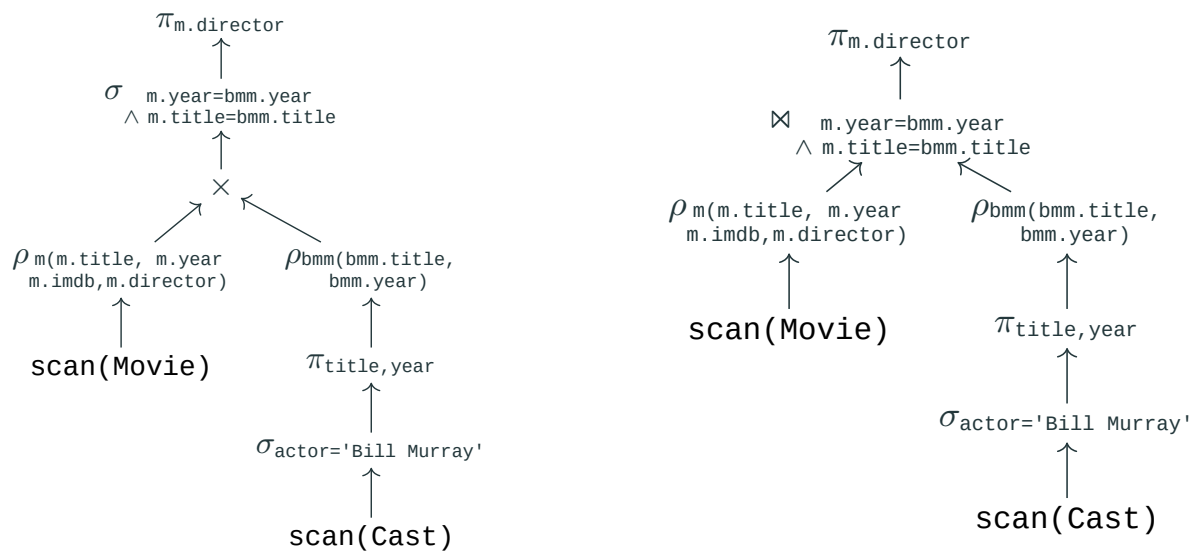 πm.director
σ m.year=bmm.year
∧ m.title=bmm.title
×
ρ m(m.title, m.year
m.imdb,m.director)
ρbmm(bmm.title,
bmm.year)
scan(Movie)
πtitle,year
σactor='Bill Murray'
scan(Cast)
πm.director
⋈ m.year=bmm.year
∧ m.title=bmm.title
ρ m(m.title, m.year
m.imdb,m.director)
ρbmm(bmm.title,
bmm.year)
scan(Movie)
πtitle,year
σactor='Bill Murray'
scan(Cast)